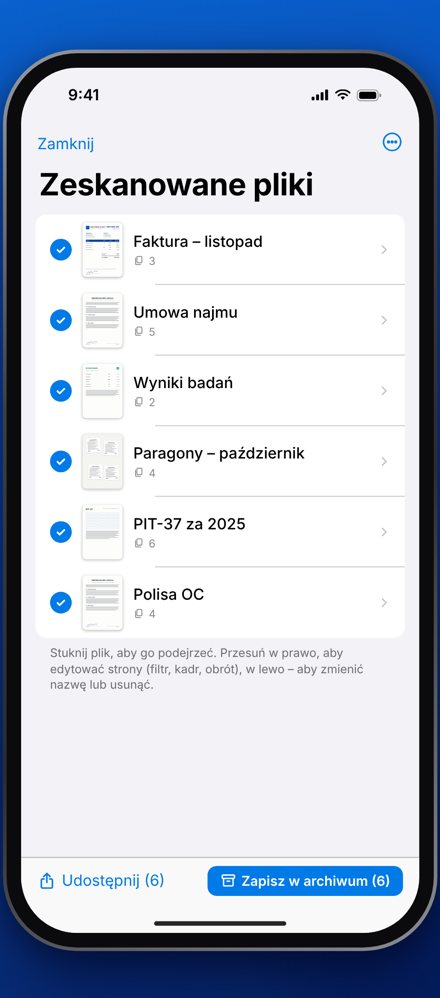 9:41
Zamknij
Zeskanowane pliki
Faktura – listopad
3
Umowa najmu
5
Wyniki badań
2
Paragony – październik
4
PIT-37 za 2025
6
Polisa OC
4
Stuknij plik, aby go podejrzeć. Przesuń w prawo, aby
edytować strony (filtr, kadr, obrót), w lewo – aby zmienić
nazwę lub usunąć.
Udostępnij (6)
Zapisz w archiwum (6)